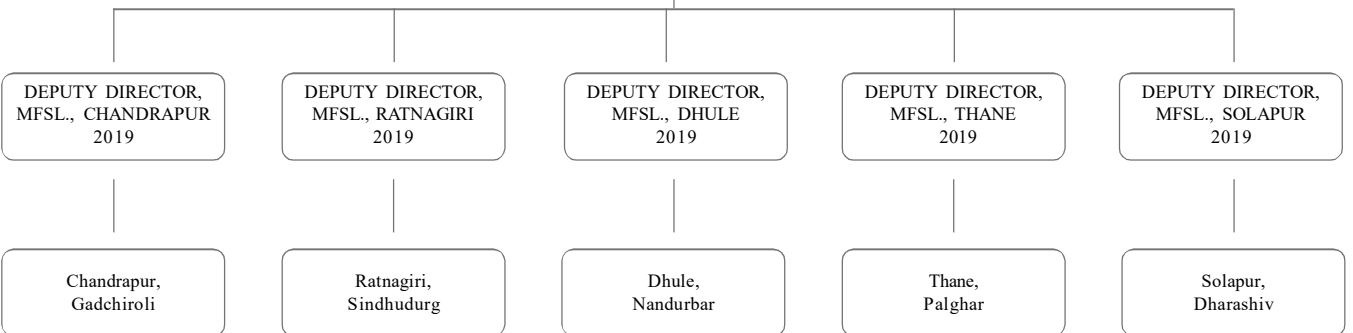 DEPUTY DIRECTOR,
MFSL., CHANDRAPUR
2019
DEPUTY DIRECTOR,
MFSL., RATNAGIRI
2019
DEPUTY DIRECTOR,
MFSL., DHULE
2019
DEPUTY DIRECTOR,
MFSL., THANE
2019
DEPUTY DIRECTOR,
MFSL., SOLAPUR
2019
Chandrapur,
Gadchiroli
Ratnagiri,
Sindhudurg
Dhule,
Nandurbar
Thane,
Palghar
Solapur,
Dharashiv